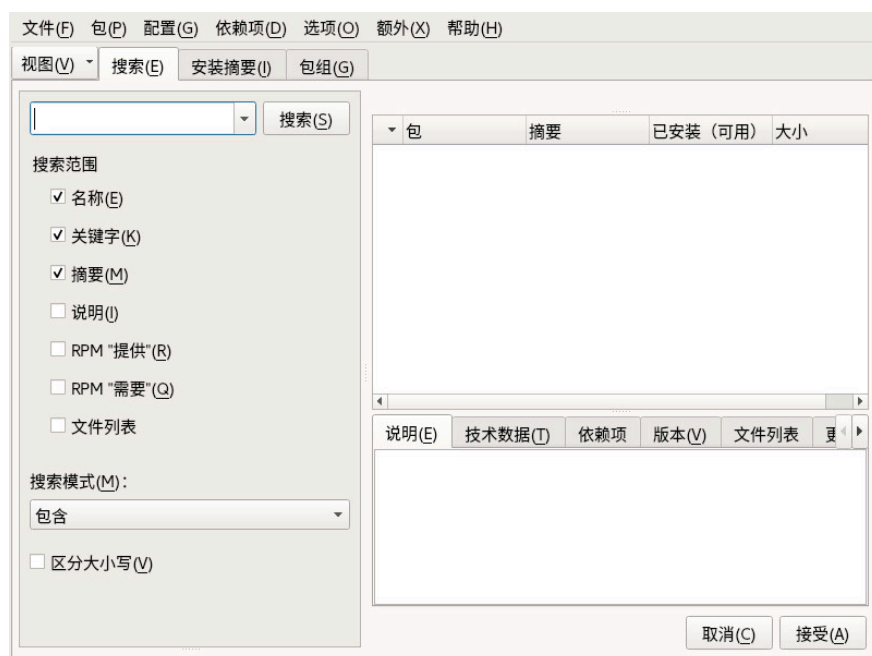 文件(F) 包(P) 配置(G) 依赖项(D) 选项(O) 额外(X) 帮助(H)
视图(V) 搜索(E) 安装摘要(I) 包组(G)
搜索(S)
搜索范围
名称(E)
关键字(K)
摘要(M)
说明(I)
RPM "提供"(R)
RPM "需要"(Q)
文件列表
搜索模式(M):
包含
区分大小写(V)
包 摘要 已安装（可用） 大小
说明(E) 技术数据(T) 依赖项 版本(V) 文件列表
取消(C) 接受(A)